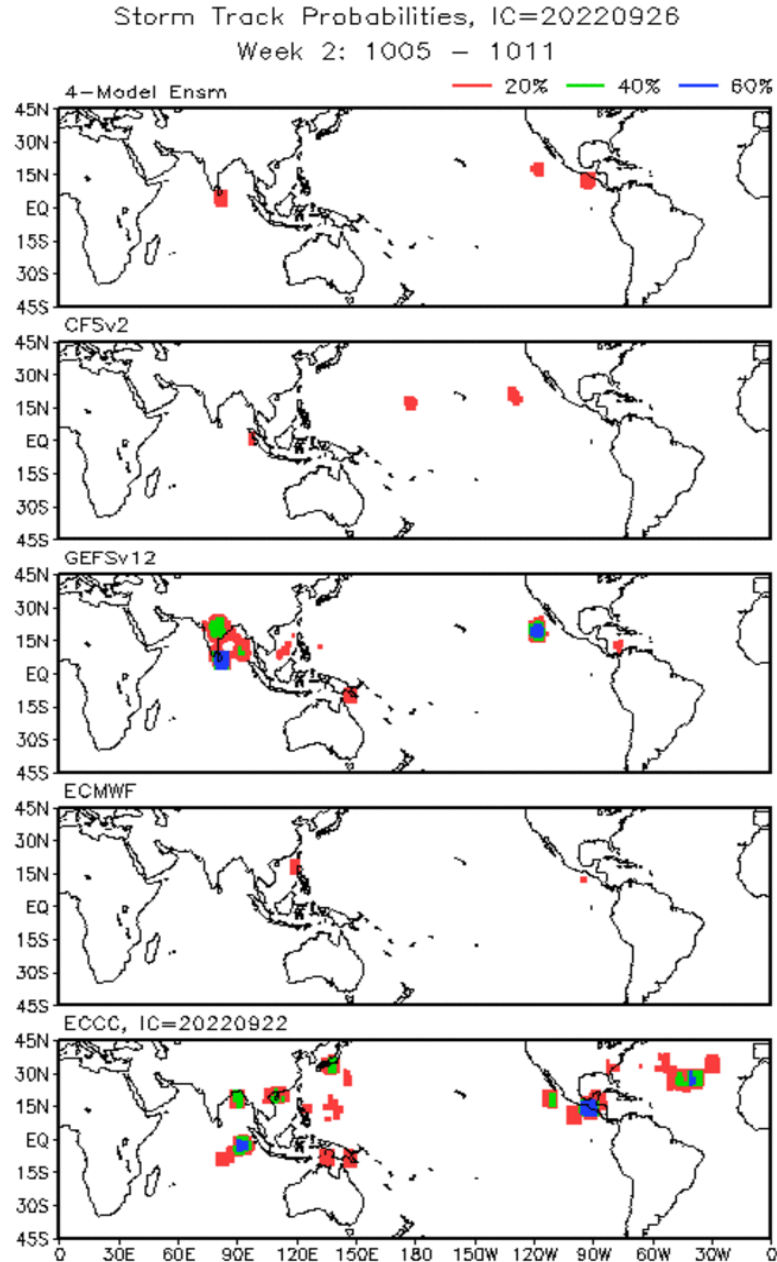 Storm Track Probabilities, IC=20220926
Week 2: 1005 – 1011
4-Model Ensm
20% 40% 60%
45N
30N
15N
EQ
15S
30S
45S
CFSv2
45N
30N
15N
EQ
15S
30S
45S
GEFSv12
45N
30N
15N
EQ
15S
30S
45S
ECMWF
45N
30N
15N
EQ
15S
30S
45S
ECCC, IC=20220922
45N
30N
15N
EQ
15S
30S
45S
0 30E 60E 90E 120E 150E 180 150W 120W 90W 60W 30W 0